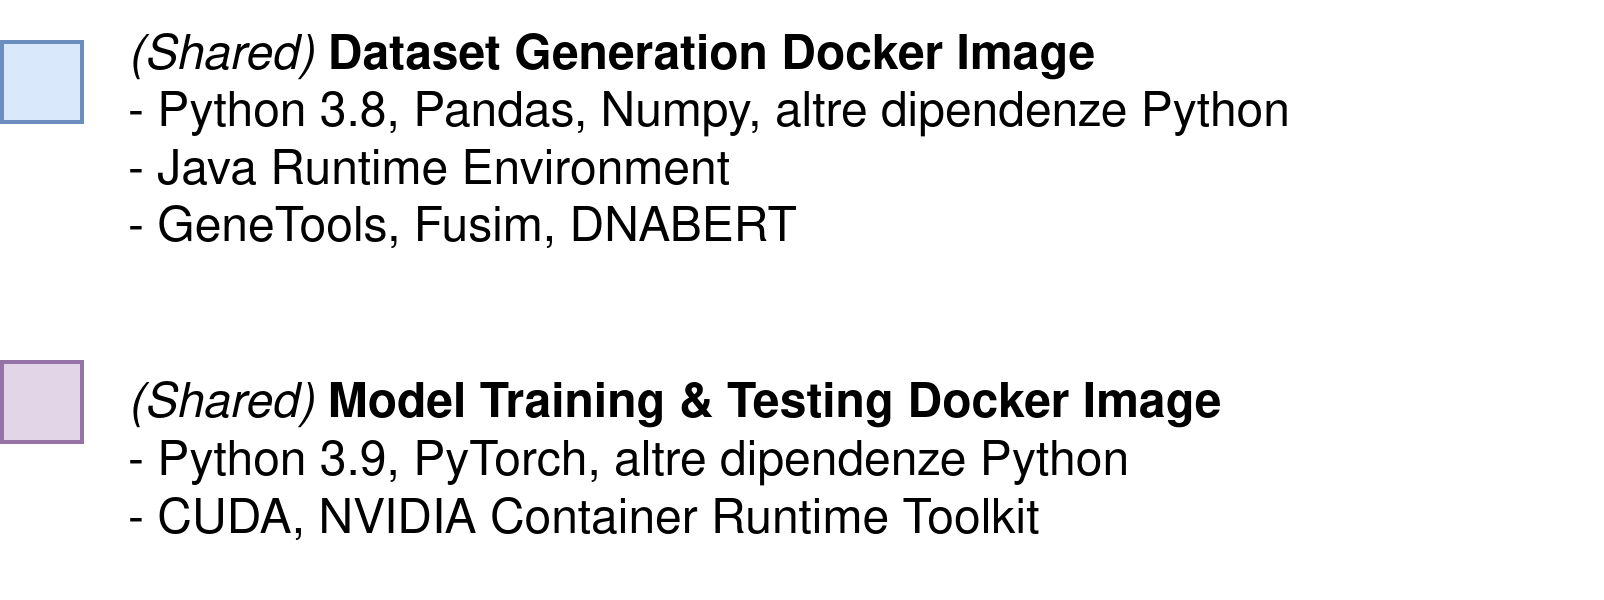 (Shared) Dataset Generation Docker Image
- Python 3.8, Pandas, Numpy, altre dipendenze Python
- Java Runtime Environment
- GeneTools, Fusim, DNABERT
(Shared) Model Training & Testing Docker Image
- Python 3.9, PyTorch, altre dipendenze Python
- CUDA, NVIDIA Container Runtime Toolkit